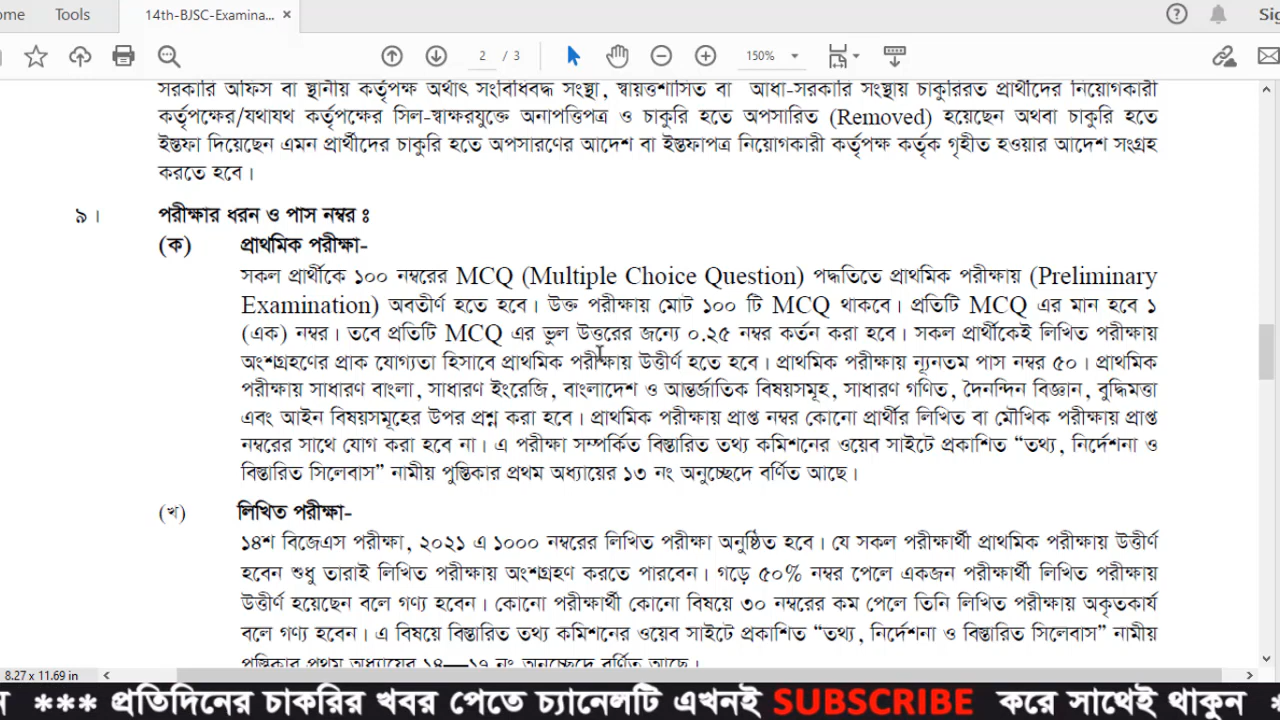 ome Tools 14th-BJSC-Examina... × Sig
2 / 3 150%
সরকারি অফিস বা স্থানীয় কর্তৃপক্ষ অর্থাৎ সংবিধিবদ্ধ সংস্থা, স্বায়ত্তশাসিত বা আধা-সরকারি সংস্থায় চাকুরিরত প্রার্থীদের নিয়োগকারী
কর্তৃপক্ষের/যথাযথ কর্তৃপক্ষের সিল-স্বাক্ষরযুক্তে অনাপত্তিপত্র ও চাকুরি হতে অপসারিত (Removed) হয়েছেন অথবা চাকুরি হতে
ইস্তফা দিয়েছেন এমন প্রার্থীদের চাকুরি হতে অপসারণের আদেশ বা ইস্তফাপত্র নিয়োগকারী কর্তৃপক্ষ কর্তৃক গৃহীত হওয়ার আদেশ সংগ্রহ
করতে হবে।
৯। পরীক্ষার ধরন ও পাস নম্বর ঃ
(ক) প্রাথমিক পরীক্ষা-
সকল প্রার্থীকে ১০০ নম্বরের MCQ (Multiple Choice Question) পদ্ধতিতে প্রাথমিক পরীক্ষায় (Preliminary
Examination) অবতীর্ণ হতে হবে। উক্ত পরীক্ষায় মোট ১০০ টি MCQ থাকবে। প্রতিটি MCQ এর মান হবে ১
(এক) নম্বর। তবে প্রতিটি MCQ এর ভুল উত্তরের জন্যে ০.২৫ নম্বর কর্তন করা হবে। সকল প্রার্থীকেই লিখিত পরীক্ষায়
অংশগ্রহণের প্রাক যোগ্যতা হিসাবে প্রাথমিক পরীক্ষায় উত্তীর্ণ হতে হবে। প্রাথমিক পরীক্ষায় ন্যূনতম পাস নম্বর ৫০। প্রাথমিক
পরীক্ষায় সাধারণ বাংলা, সাধারণ ইংরেজি, বাংলাদেশ ও আন্তর্জাতিক বিষয়সমূহ, সাধারণ গণিত, দৈনন্দিন বিজ্ঞান, বুদ্ধিমত্তা
এবং আইন বিষয়সমূহের উপর প্রশ্ন করা হবে। প্রাথমিক পরীক্ষায় প্রাপ্ত নম্বর কোনো প্রার্থীর লিখিত বা মৌখিক পরীক্ষায় প্রাপ্ত
নম্বরের সাথে যোগ করা হবে না। এ পরীক্ষা সম্পর্কিত বিস্তারিত তথ্য কমিশনের ওয়েব সাইটে প্রকাশিত “তথ্য, নির্দেশনা ও
বিস্তারিত সিলেবাস” নামীয় পুস্তিকার প্রথম অধ্যায়ের ১৩ নং অনুচ্ছেদে বর্ণিত আছে।
(খ) লিখিত পরীক্ষা-
১৪শ বিজেএস পরীক্ষা, ২০২১ এ ১০০০ নম্বরের লিখিত পরীক্ষা অনুষ্ঠিত হবে। যে সকল পরীক্ষার্থী প্রাথমিক পরীক্ষায় উত্তীর্ণ
হবেন শুধু তারাই লিখিত পরীক্ষায় অংশগ্রহণ করতে পারবেন। গড়ে ৫০% নম্বর পেলে একজন পরীক্ষার্থী লিখিত পরীক্ষায়
উত্তীর্ণ হয়েছেন বলে গণ্য হবেন। কোনো পরীক্ষার্থী কোনো বিষয়ে ৩০ নম্বরের কম পেলে তিনি লিখিত পরীক্ষায় অকৃতকার্য
বলে গণ্য হবেন। এ বিষয়ে বিস্তারিত তথ্য কমিশনের ওয়েব সাইটে প্রকাশিত “তথ্য, নির্দেশনা ও বিস্তারিত সিলেবাস” নামীয়
পুস্তিকার প্রথম অধ্যায়ের ১৪—১৭ নং অনুচ্ছেদে বর্ণিত আছে।
8.27 x 11.69 in
ন *** প্রতিদিনের চাকরির খবর পেতে চ্যানেলটি এখনই SUBSCRIBE করে সাথেই থাকুন *